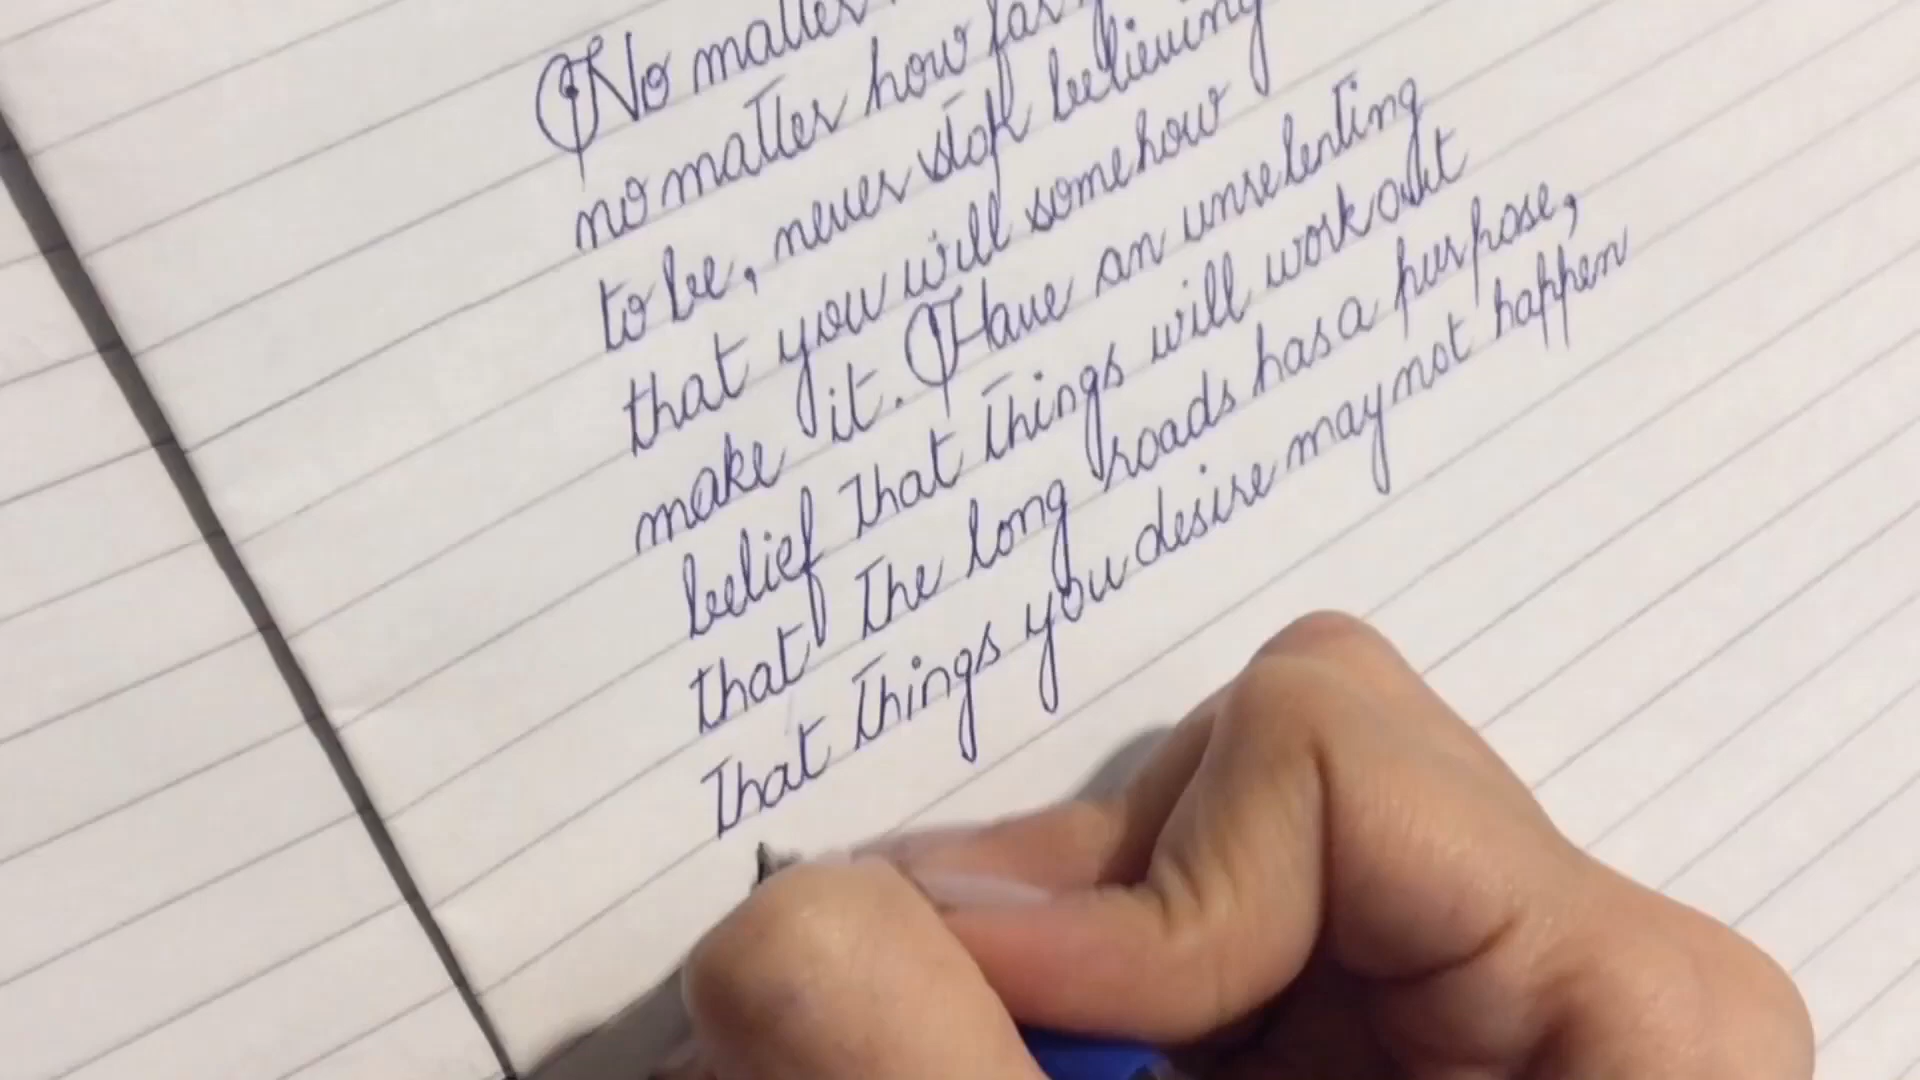 No matter
no matter how far
to be, never stop believing
that you will somehow
make it. Have an unrelenting
belief that things will work out
that the long roads has a purpose,
that things you desire may not happen